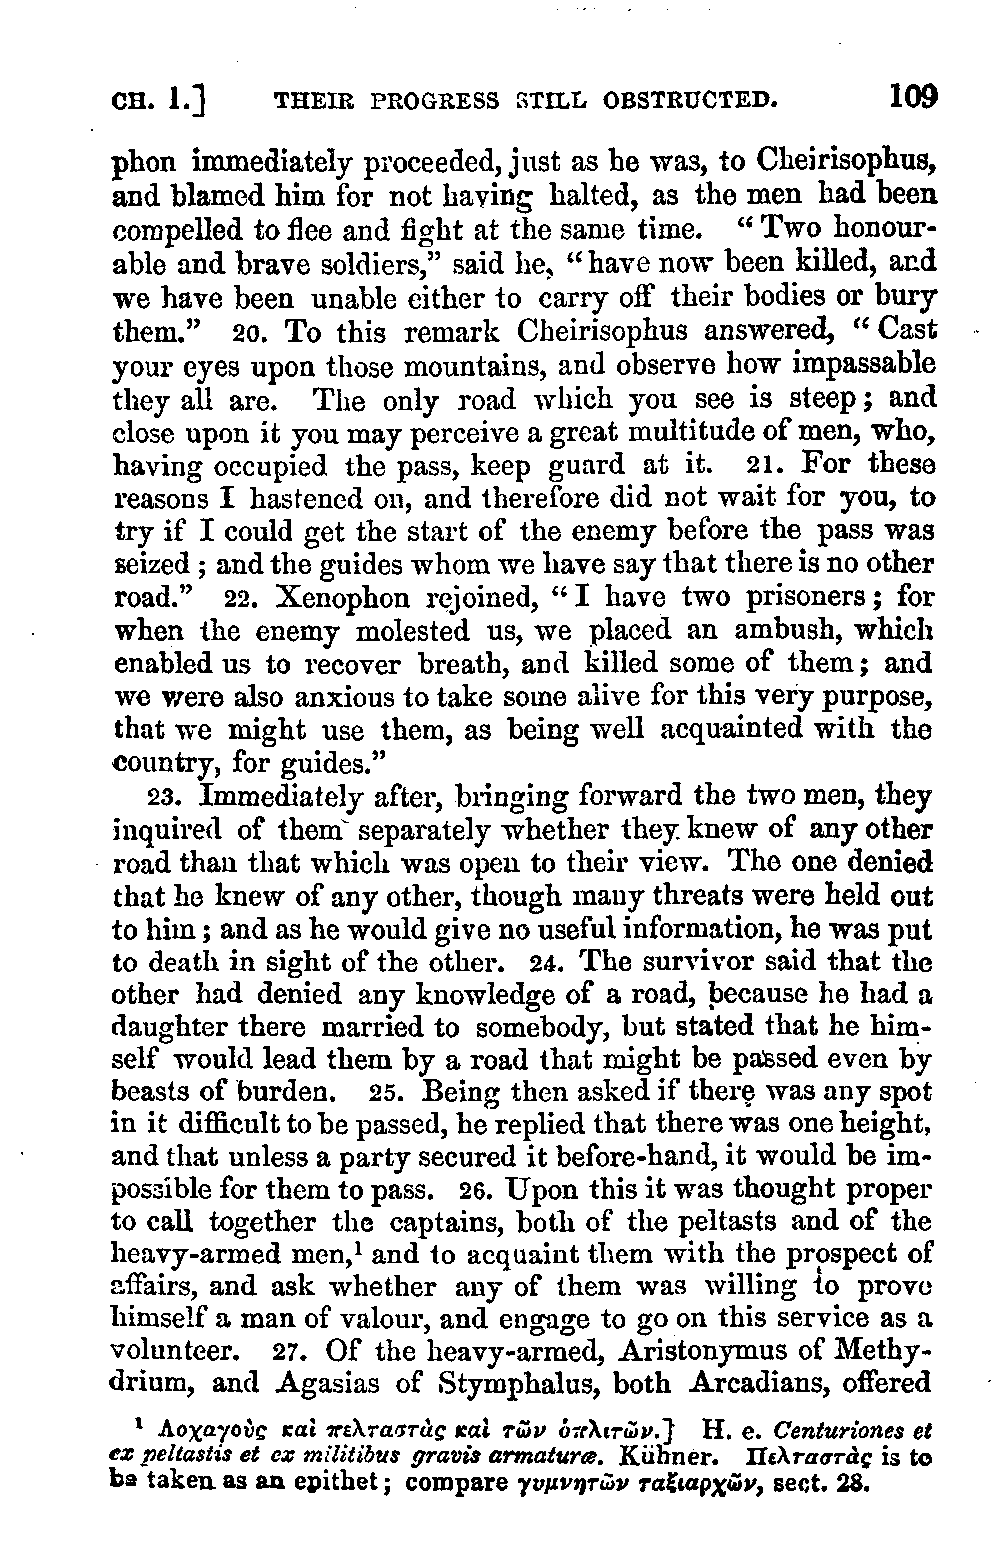 CH. 1.] THEIR PROGRESS STILL OBSTRUCTED. 109
phon immediately proceeded, just as he was, to Cheirisophus,
and blamed him for not having halted, as the men had been
compelled to flee and fight at the same time. “Two honour-
able and brave soldiers,” said he, “have now been killed, and
we have been unable either to carry off their bodies or bury
them.” 20. To this remark Cheirisophus answered, “Cast
your eyes upon those mountains, and observe how impassable
they all are. The only road which you see is steep; and
close upon it you may perceive a great multitude of men, who,
having occupied the pass, keep guard at it. 21. For these
reasons I hastened on, and therefore did not wait for you, to
try if I could get the start of the enemy before the pass was
seized; and the guides whom we have say that there is no other
road.” 22. Xenophon rejoined, “I have two prisoners; for
when the enemy molested us, we placed an ambush, which
enabled us to recover breath, and killed some of them; and
we were also anxious to take some alive for this very purpose,
that we might use them, as being well acquainted with the
country, for guides.”
23. Immediately after, bringing forward the two men, they
inquired of them separately whether they knew of any other
road than that which was open to their view. The one denied
that he knew of any other, though many threats were held out
to him; and as he would give no useful information, he was put
to death in sight of the other. 24. The survivor said that the
other had denied any knowledge of a road, because he had a
daughter there married to somebody, but stated that he him-
self would lead them by a road that might be passed even by
beasts of burden. 25. Being then asked if there was any spot
in it difficult to be passed, he replied that there was one height,
and that unless a party secured it before-hand, it would be im-
possible for them to pass. 26. Upon this it was thought proper
to call together the captains, both of the peltasts and of the
heavy-armed men,¹ and to acquaint them with the prospect of
affairs, and ask whether any of them was willing to prove
himself a man of valour, and engage to go on this service as a
volunteer. 27. Of the heavy-armed, Aristonymus of Methy-
drium, and Agasias of Stymphalus, both Arcadians, offered
¹ Λοχαγοὺς καὶ πελταστὰς καὶ τῶν ὁπλιτῶν.] H. e. Centuriones et
ex peltastis et ex militibus gravis armaturæ. Kühner. Πελταστὰς is to
be taken as an epithet; compare γυμνητῶν ταξιαρχῶν, sect. 28.